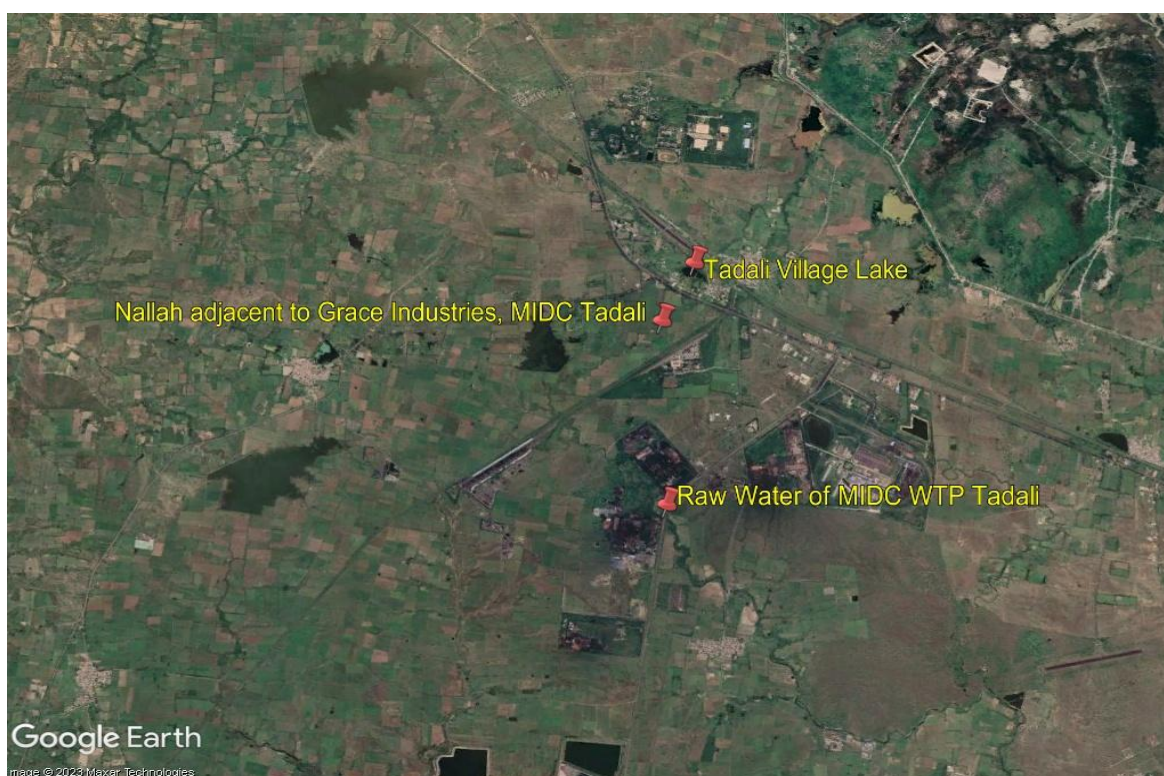 Tadali Village Lake
Nallah adjacent to Grace Industries, MIDC Tadali
Raw Water of MIDC WTP Tadali
Google Earth
Image © 2023 Maxar Technologies